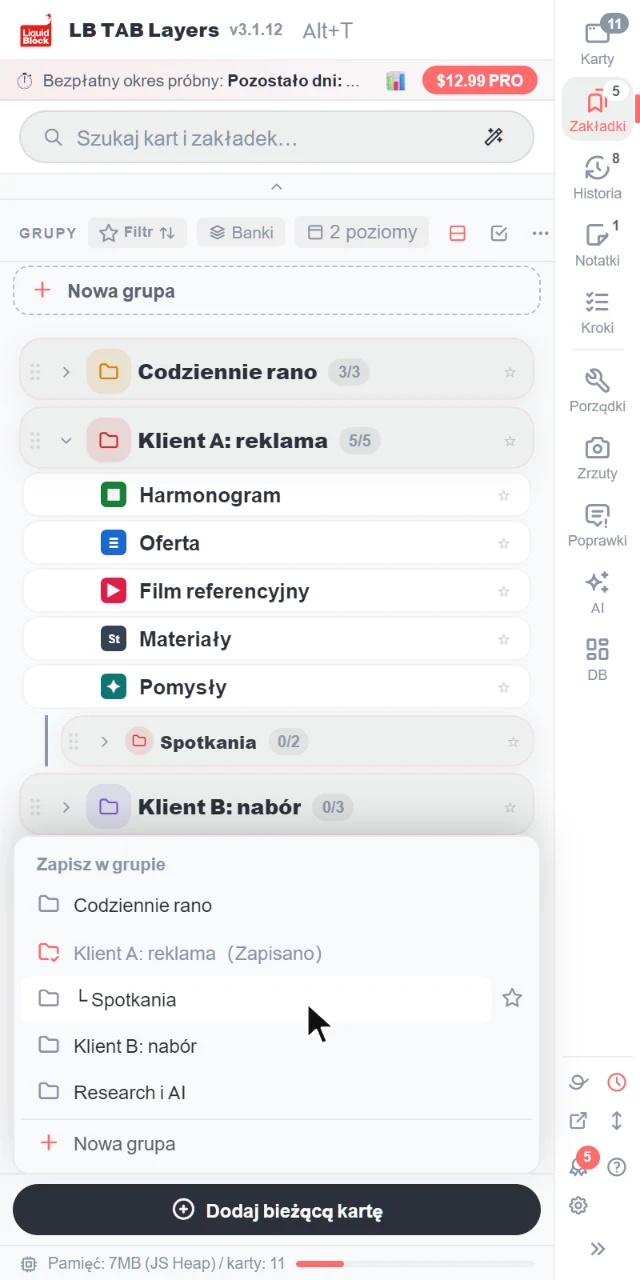 Liquid Block
LB TAB Layers v3.1.12 Alt+T
11
Karty
Bezpłatny okres próbny: Pozostało dni: ...
$12.99 PRO
5
Zakładki
Szukaj kart i zakładek…
8
Historia
GRUPY
Filtr
Banki
2 poziomy
1
Notatki
Nowa grupa
Kroki
Codziennie rano 3/3
Porządki
Klient A: reklama 5/5
Zrzuty
Harmonogram
Oferta
Poprawki
Film referencyjny
AI
St Materiały
DB
Pomysły
Spotkania 0/2
Klient B: nabór 0/3
Zapisz w grupie
Codziennie rano
Klient A: reklama (Zapisano)
└ Spotkania
Klient B: nabór
Research i AI
Nowa grupa
5
Dodaj bieżącą kartę
Pamięć: 7MB (JS Heap) / karty: 11